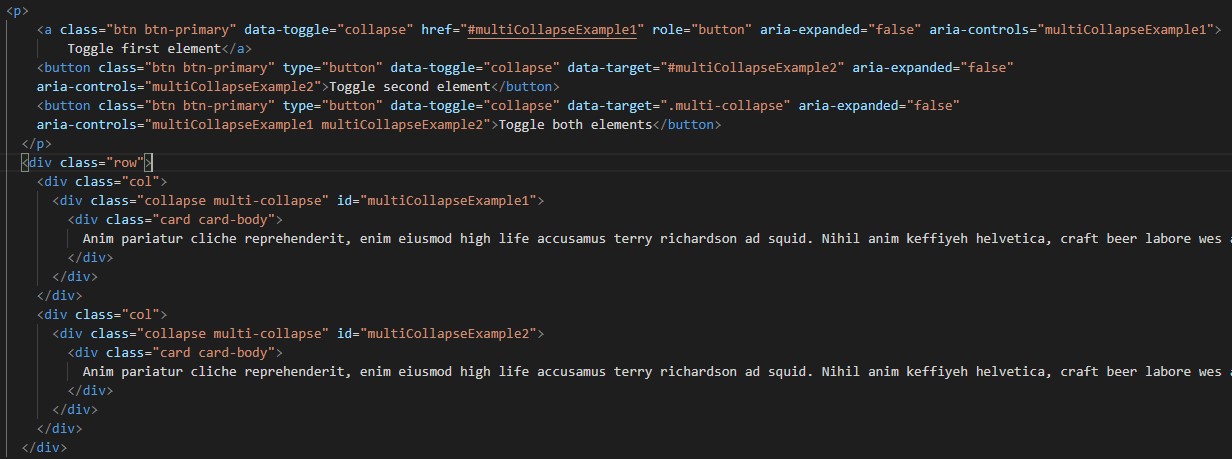 <p>
<a class="btn btn-primary" data-toggle="collapse" href="#multiCollapseExample1" role="button" aria-expanded="false" aria-controls="multiCollapseExample1">
Toggle first element</a>
<button class="btn btn-primary" type="button" data-toggle="collapse" data-target="#multiCollapseExample2" aria-expanded="false"
aria-controls="multiCollapseExample2">Toggle second element</button>
<button class="btn btn-primary" type="button" data-toggle="collapse" data-target=".multi-collapse" aria-expanded="false"
aria-controls="multiCollapseExample1 multiCollapseExample2">Toggle both elements</button>
</p>
<div class="row">
<div class="col">
<div class="collapse multi-collapse" id="multiCollapseExample1">
<div class="card card-body">
Anim pariatur cliche reprehenderit, enim eiusmod high life accusamus terry richardson ad squid. Nihil anim keffiyeh helvetica, craft beer labore wes
</div>
</div>
</div>
<div class="col">
<div class="collapse multi-collapse" id="multiCollapseExample2">
<div class="card card-body">
Anim pariatur cliche reprehenderit, enim eiusmod high life accusamus terry richardson ad squid. Nihil anim keffiyeh helvetica, craft beer labore wes
</div>
</div>
</div>
</div>